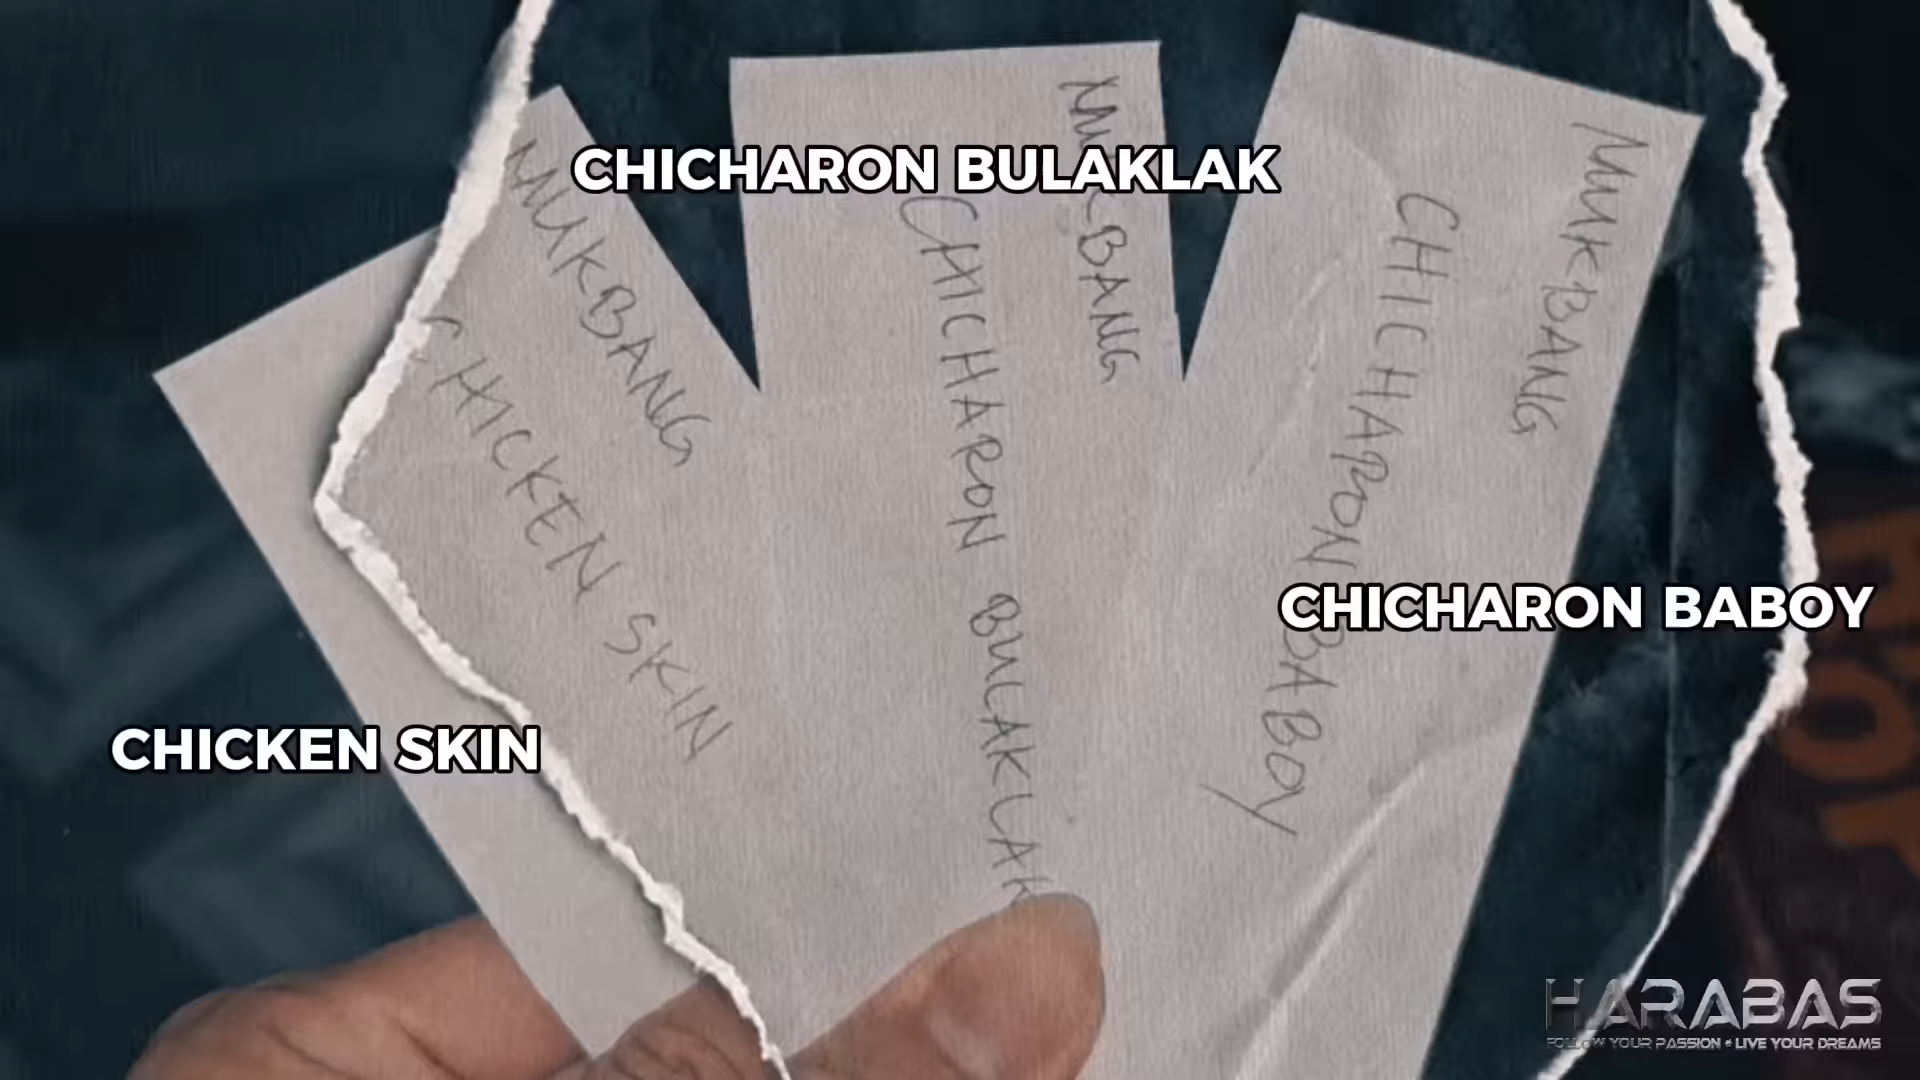 MUKBANG
CHICKEN SKIN
MUKBANG
CHICHARON BULAKLAK
MUKBANG
CHICHARON BABOY
CHICHARON BULAKLAK
CHICHARON BABOY
CHICKEN SKIN
HOT
HARABAS
FOLLOW YOUR PASSION * LIVE YOUR DREAMS